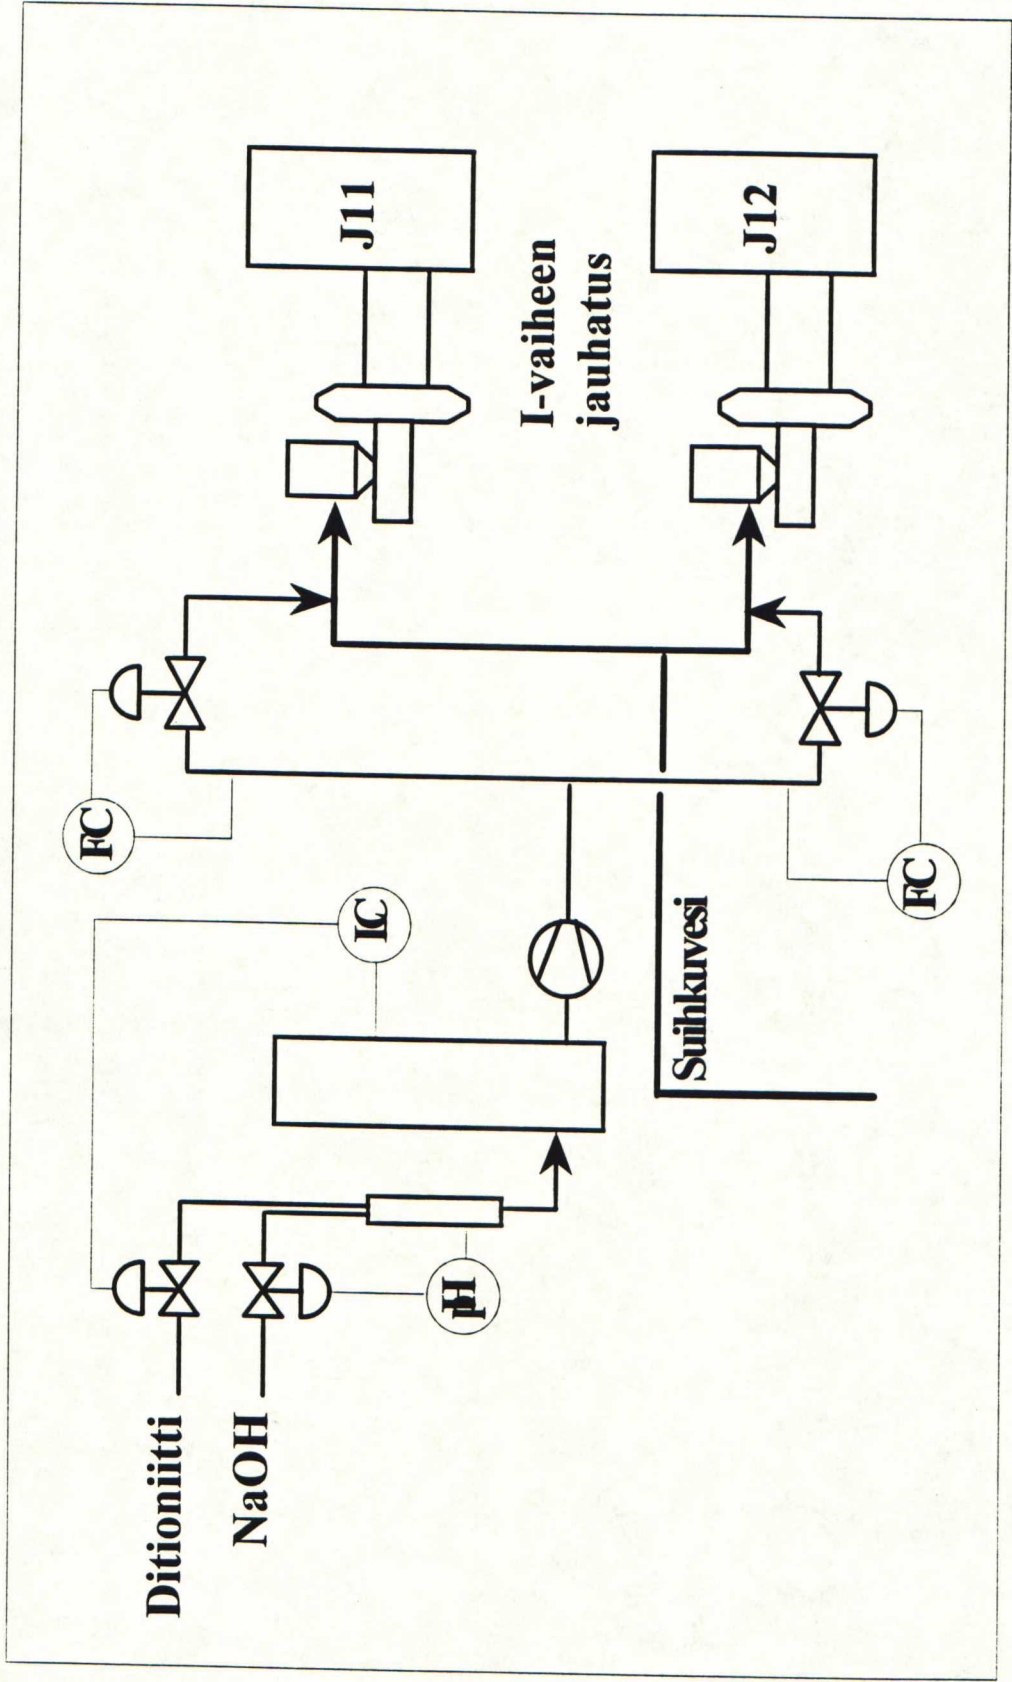 Ditioniitti
NaOH
pH
LC
FC
FC
Suihkuvesi
I-vaiheen
jauhatus
J11
J12